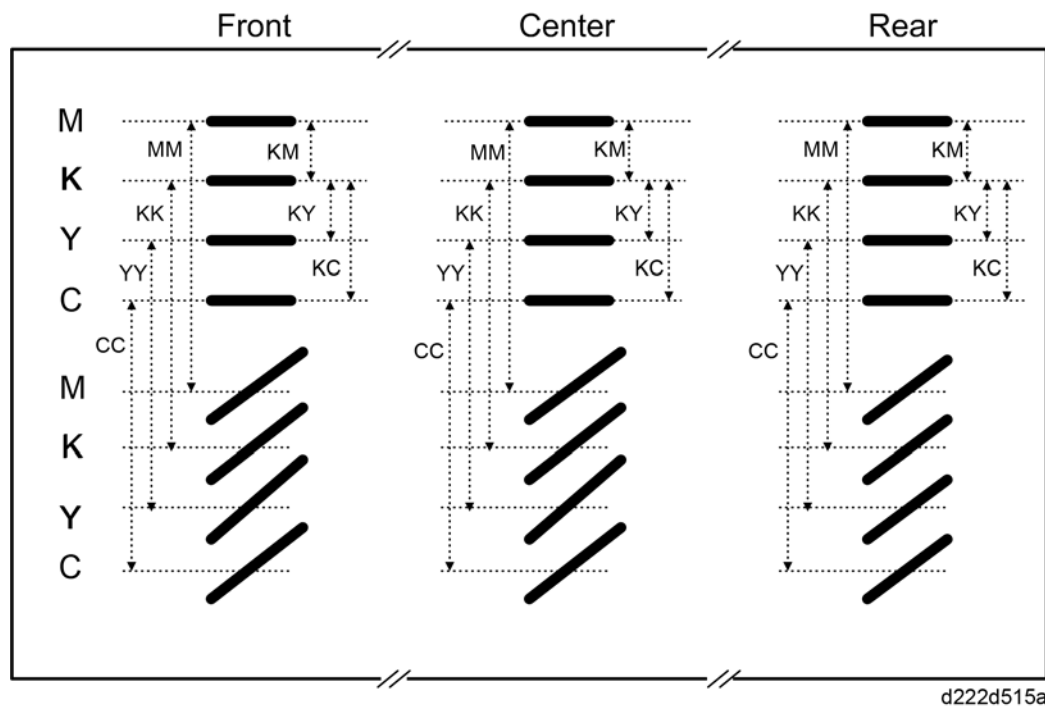 Front Center Rear
M
MM KM MM KM MM KM
K
KK KY KK KY KK KY
Y
YY KC YY KC YY KC
C
CC CC CC
M
K
Y
C
d222d515a